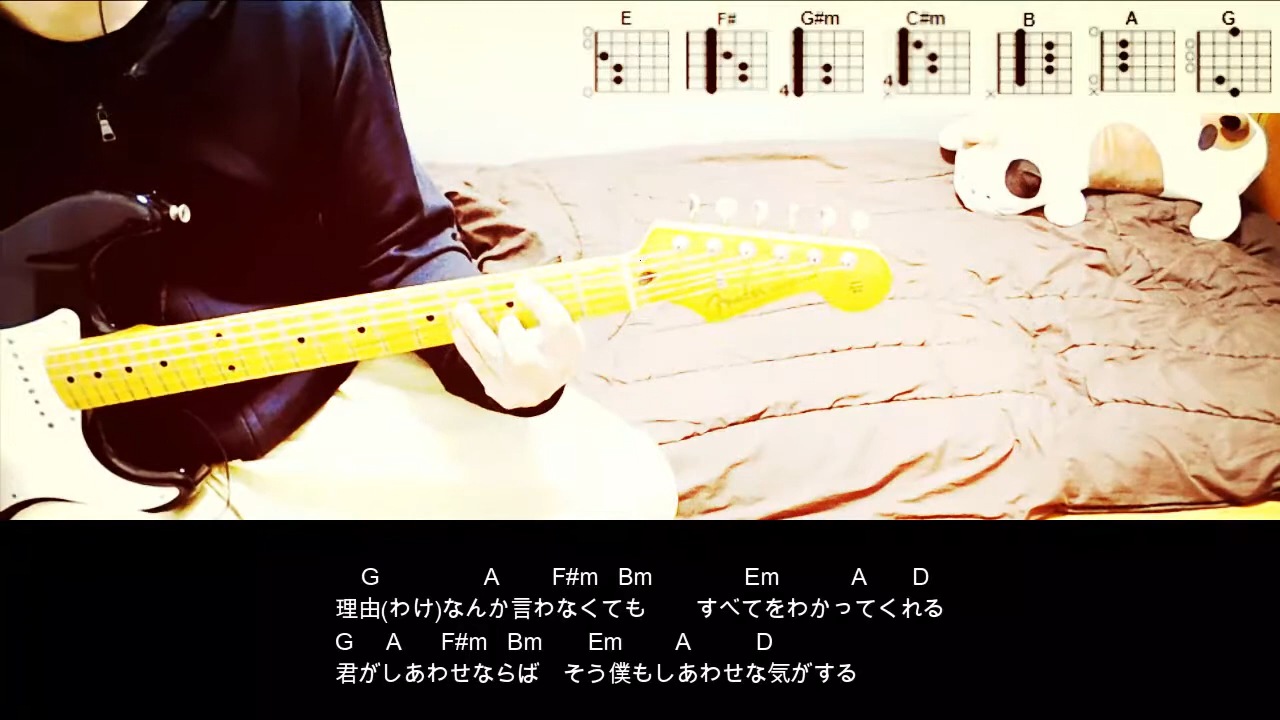 E F# G#m C#m B A G
4 4
G A F#m Bm Em A D
理由(わけ)なんか言わなくても すべてをわかってくれる
G A F#m Bm Em A D
君がしあわせならば そう僕もしあわせな気がする